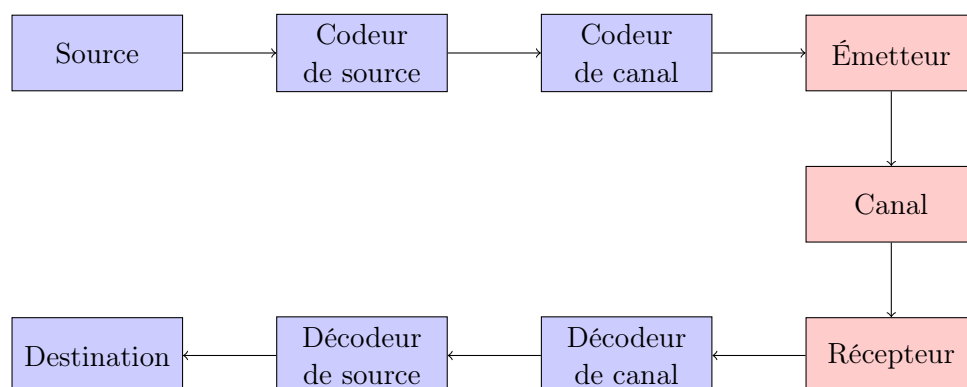 Source
Codeur
de source
Codeur
de canal
Émetteur
Canal
Destination
Décodeur
de source
Décodeur
de canal
Récepteur